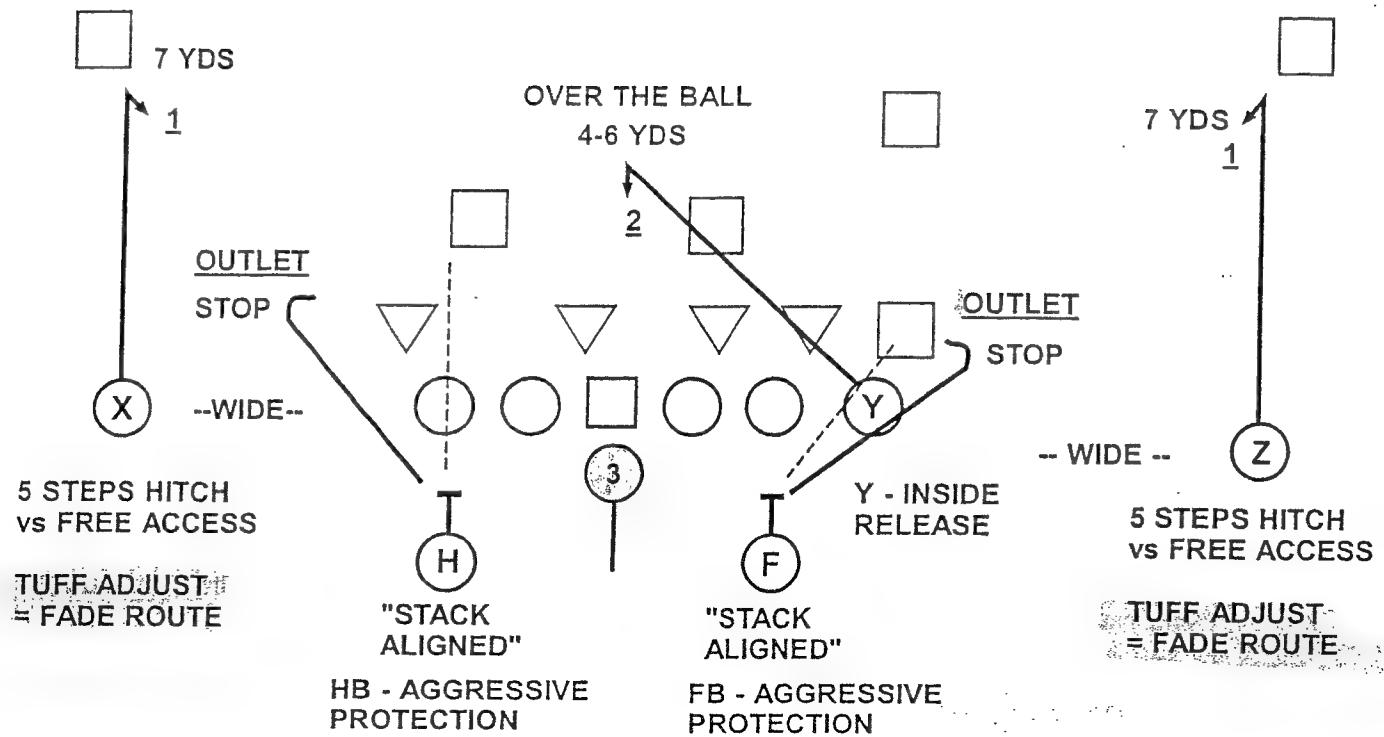 7 YDS
1
OVER THE BALL
4-6 YDS
2
7 YDS
1
OUTLET
STOP
OUTLET
STOP
X
--WIDE--
Y
-- WIDE --
Z
3
5 STEPS HITCH
vs FREE ACCESS
TUFF ADJUST
= FADE ROUTE
H
"STACK
ALIGNED"
HB - AGGRESSIVE
PROTECTION
F
"STACK
ALIGNED"
FB - AGGRESSIVE
PROTECTION
Y - INSIDE
RELEASE
5 STEPS HITCH
vs FREE ACCESS
TUFF ADJUST
= FADE ROUTE